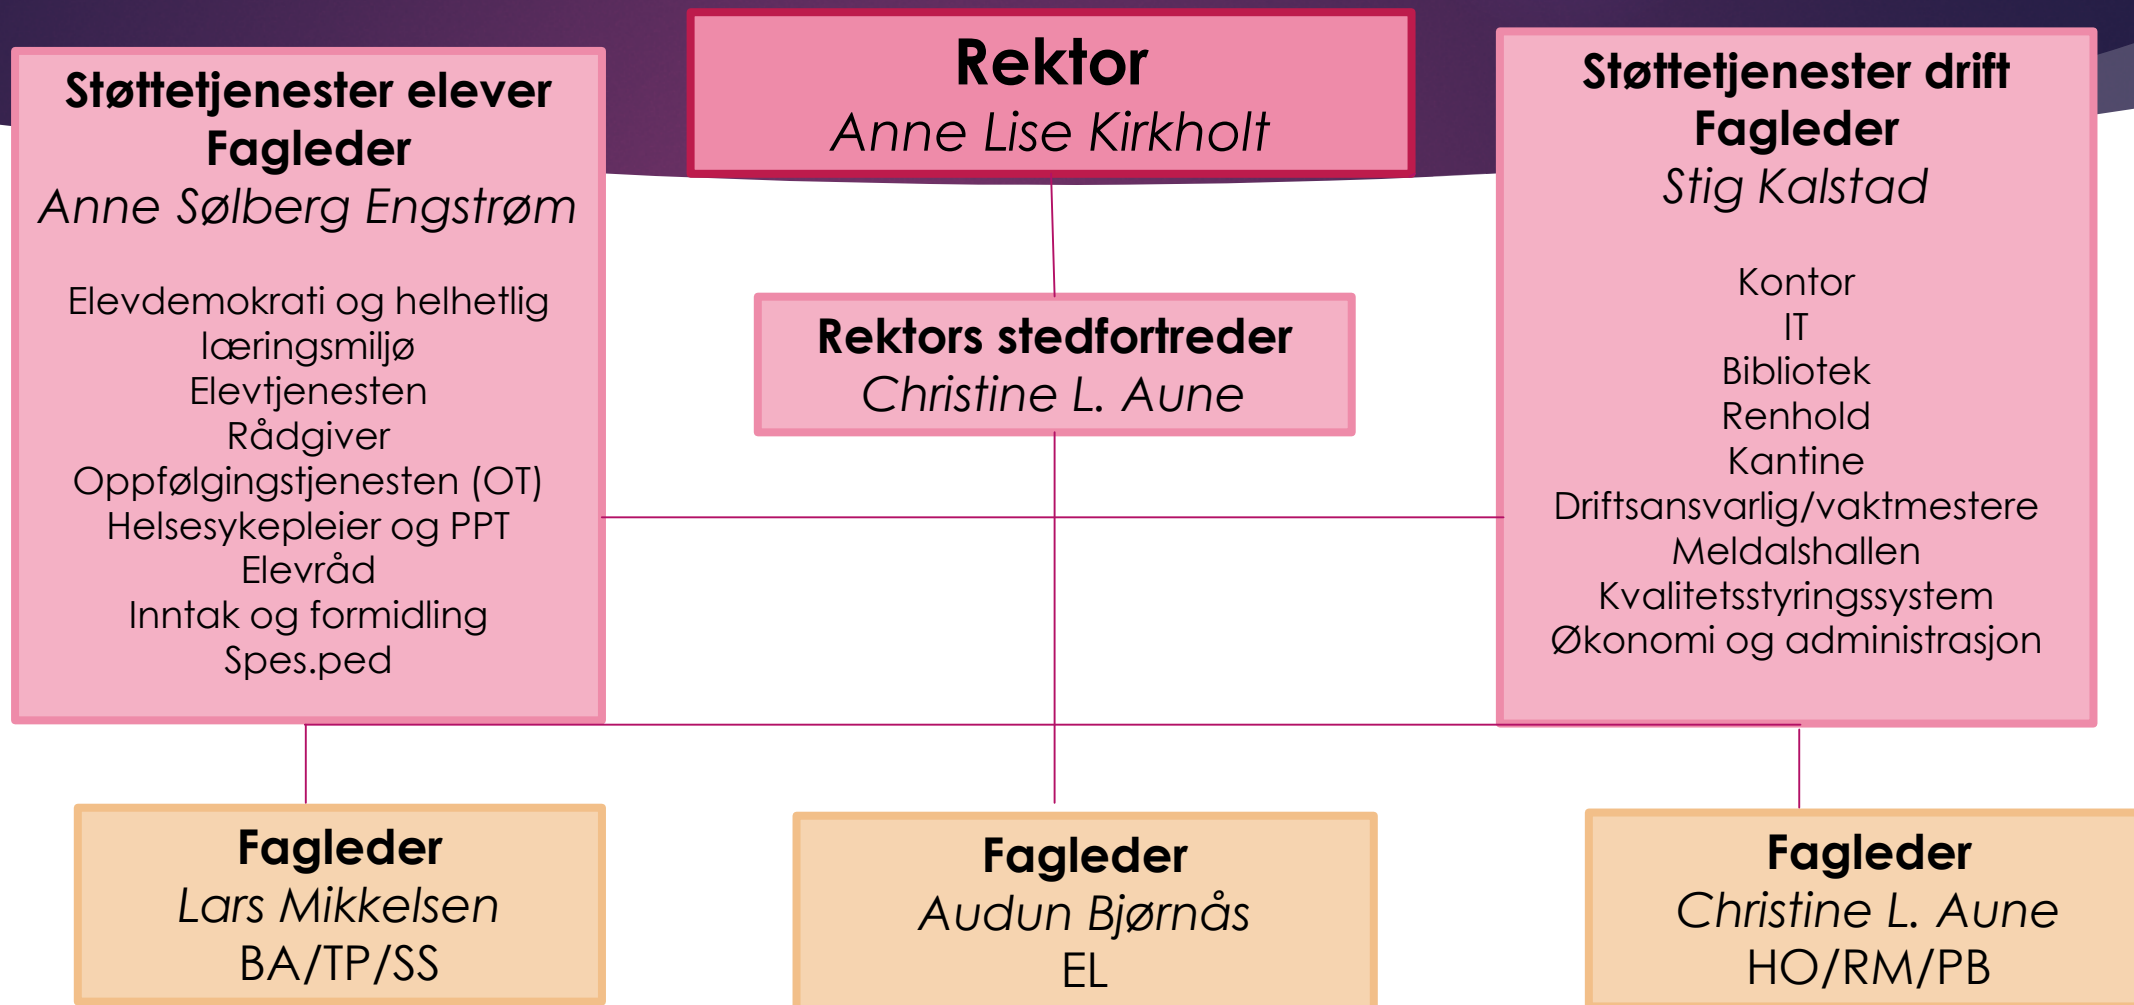 Rektor
Anne Lise Kirkholt
Støttetjenester elever
Fagleder
Anne Sølberg Engstrøm
Elevdemokrati og helhetlig
læringsmiljø
Elevtjenesten
Rådgiver
Oppfølgingstjenesten (OT)
Helsesykepleier og PPT
Elevråd
Inntak og formidling
Spes.ped
Rektors stedfortreder
Christine L. Aune
Støttetjenester drift
Fagleder
Stig Kalstad
Kontor
IT
Bibliotek
Renhold
Kantine
Driftsansvarlig/vaktmestere
Meldalshallen
Kvalitetsstyringssystem
Økonomi og administrasjon
Fagleder
Lars Mikkelsen
BA/TP/SS
Fagleder
Audun Bjørnås
EL
Fagleder
Christine L. Aune
HO/RM/PB